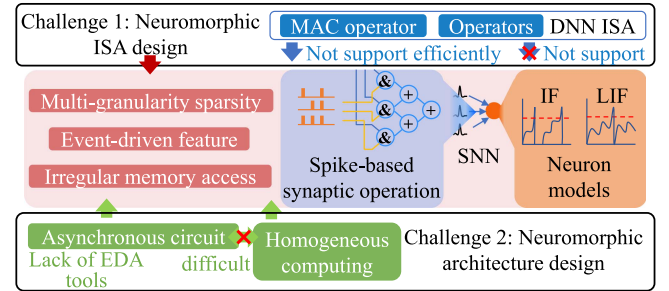 Challenge 1: Neuromorphic
ISA design
MAC operator
Operators
DNN ISA
Not support efficiently
Not support
Multi-granularity sparsity
Event-driven feature
Irregular memory access
&
&
&
+
+
+
Spike-based
synaptic operation
SNN
IF
LIF
Neuron
models
Asynchronous circuit
Lack of EDA
tools
difficult
Homogeneous
computing
Challenge 2: Neuromorphic
architecture design